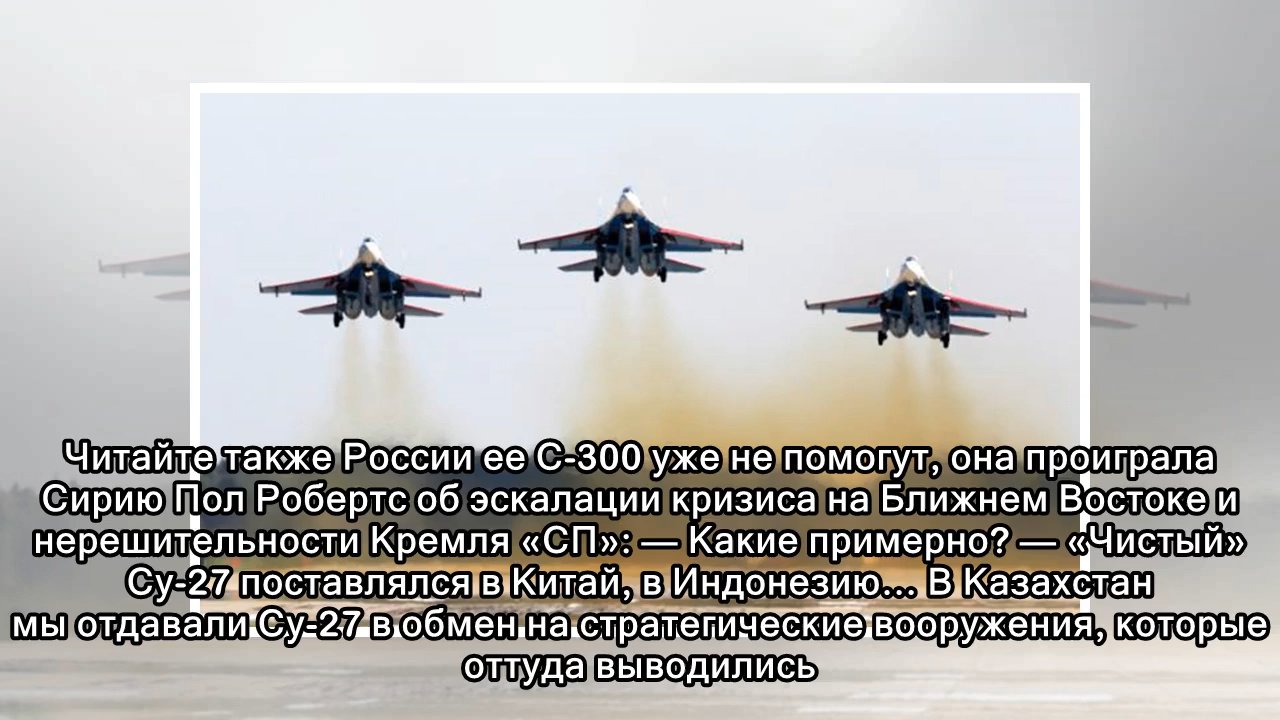 Читайте также России ее С-300 уже не помогут, она проиграла
Сирию Пол Робертс об эскалации кризиса на Ближнем Востоке и
нерешительности Кремля «СП»: — Какие примерно? — «Чистый»
Су-27 поставлялся в Китай, в Индонезию... В Казахстан
мы отдавали Су-27 в обмен на стратегические вооружения, которые
оттуда выводились